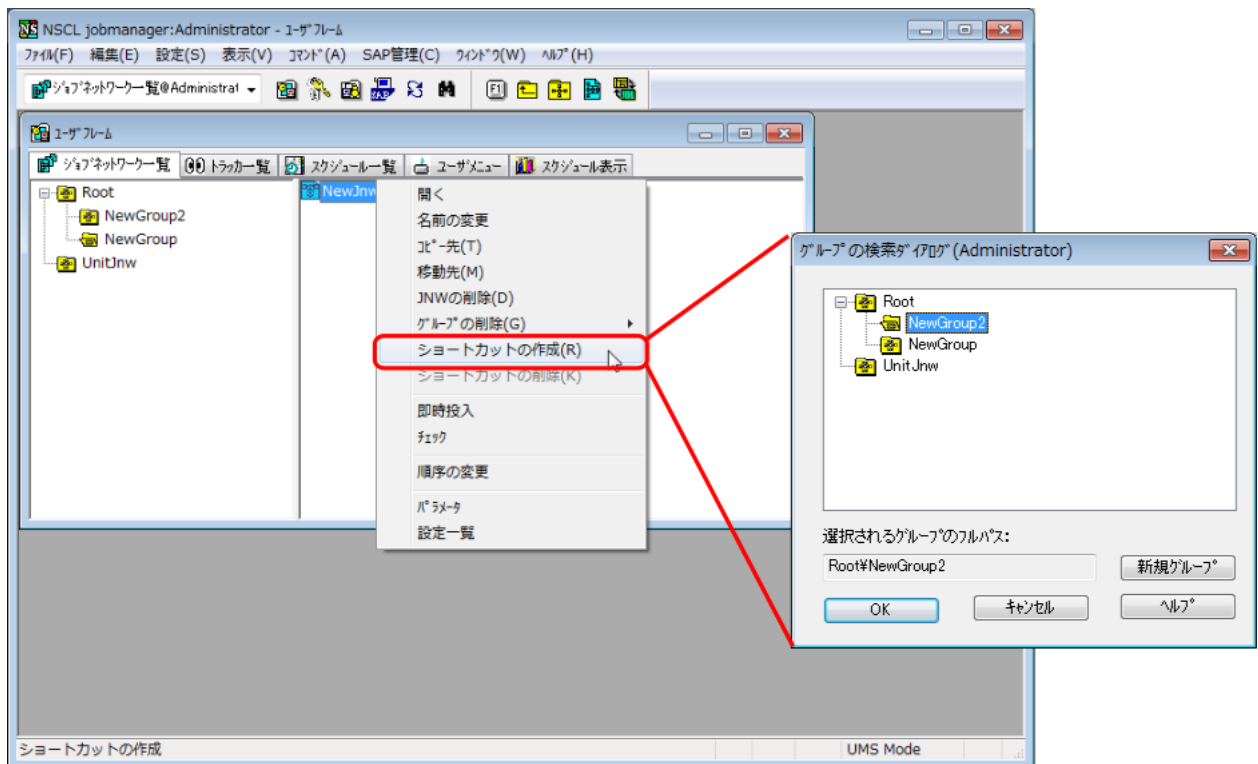 NSCL jobmanager:Administrator - ﾕｰｻﾞﾌﾚｰﾑ
ﾌｧｲﾙ(F) 編集(E) 設定(S) 表示(V) ｺﾏﾝﾄﾞ(A) SAP管理(C) ｳｨﾝﾄﾞｳ(W) ﾍﾙﾌﾟ(H)
ｼﾞｮﾌﾞﾈｯﾄﾜｰｸ一覧@Administrat
SAP
F1
ﾕｰｻﾞﾌﾚｰﾑ
ｼﾞｮﾌﾞﾈｯﾄﾜｰｸ一覧 ﾄﾗｯｶ一覧 ｽｹｼﾞｭｰﾙ一覧 ﾕｰｻﾞﾒﾆｭｰ ｽｹｼﾞｭｰﾙ表示
Root
NewGroup2
NewGroup
UnitJnw
NewJnw
開く
名前の変更
ｺﾋﾟｰ先(T)
移動先(M)
JNWの削除(D)
ｸﾞﾙｰﾌﾟの削除(G)
ショートカットの作成(R)
ショートカットの削除(K)
即時投入
ﾁｪｯｸ
順序の変更
ﾊﾟﾗﾒｰﾀ
設定一覧
ｸﾞﾙｰﾌﾟの検索ﾀﾞｲｱﾛｸﾞ(Administrator)
Root
NewGroup2
NewGroup
UnitJnw
選択されるｸﾞﾙｰﾌﾟのﾌﾙﾊﾟｽ:
Root¥NewGroup2
新規ｸﾞﾙｰﾌﾟ
OK ｷｬﾝｾﾙ ﾍﾙﾌﾟ
ショートカットの作成
UMS Mode